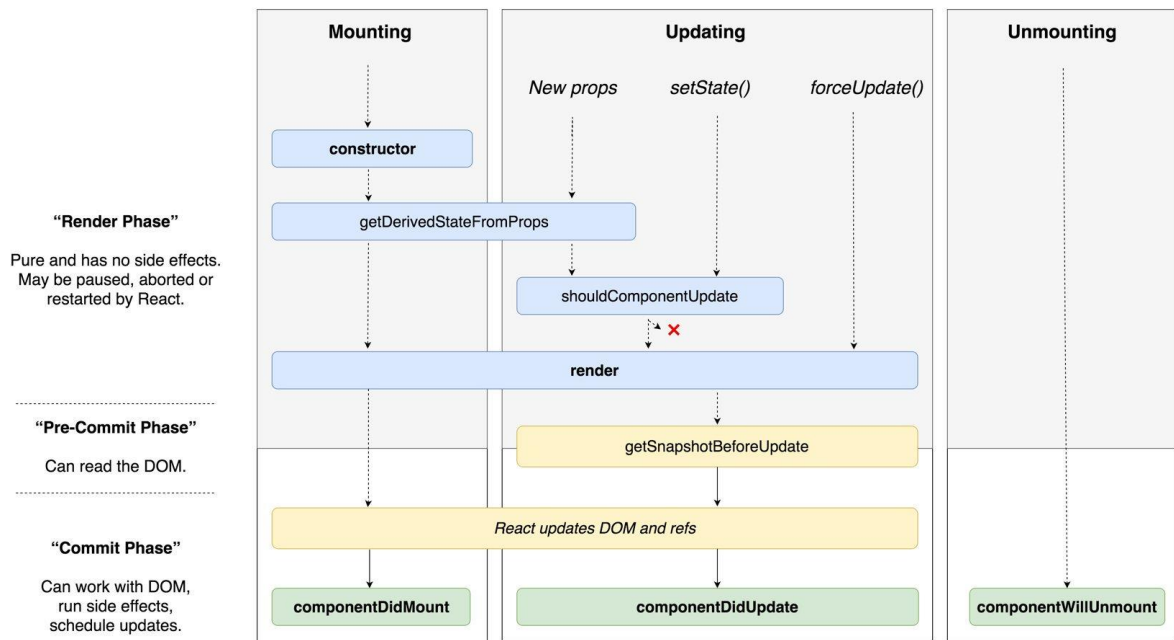 Mounting
Updating
Unmounting
New props
setState()
forceUpdate()
constructor
“Render Phase”
getDerivedStateFromProps
Pure and has no side effects.
May be paused, aborted or
restarted by React.
shouldComponentUpdate
render
“Pre-Commit Phase”
getSnapshotBeforeUpdate
Can read the DOM.
React updates DOM and refs
“Commit Phase”
Can work with DOM,
run side effects,
schedule updates.
componentDidMount
componentDidUpdate
componentWillUnmount